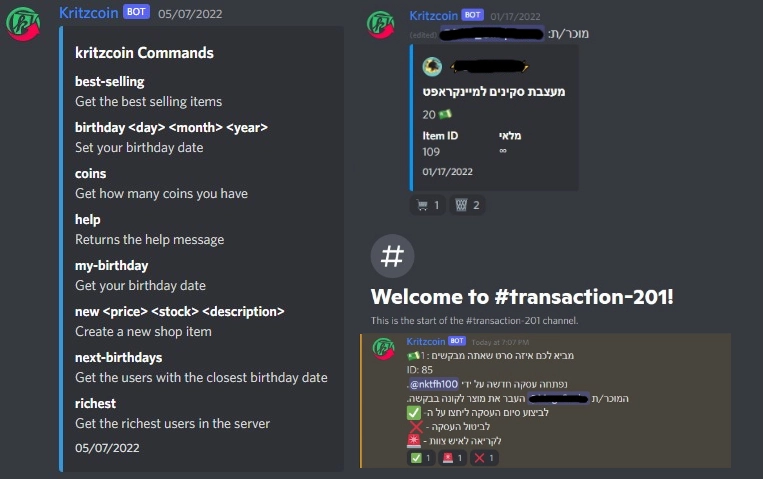 Kritzcoin BOT 05/07/2022
kritzcoin Commands
best-selling
Get the best selling items
birthday <day> <month> <year>
Set your birthday date
coins
Get how many coins you have
help
Returns the help message
my-birthday
Get your birthday date
new <price> <stock> <description>
Create a new shop item
next-birthdays
Get the users with the closest birthday date
richest
Get the richest users in the server
05/07/2022
Kritzcoin BOT 01/17/2022
(edited) מוכר/ת:
מעצבת סקינים למיינקראפט
20
Item ID מלאי
109 ∞
01/17/2022
1 2
#
Welcome to #transaction-201!
This is the start of the #transaction-201 channel.
Kritzcoin BOT Today at 7:07 PM
מביא לכם איזה סרט שאתה מבקשים : 1
ID: 85
נפתחה עסקה חדשה על ידי @nktfh100.
המוכר/ת העבר את מוצר לקונה בבקשה.
לביצוע סיום העסקה ליחצו על ה-
לביטול העסקה -
לקריאה לאיש צוות -
1 1 1